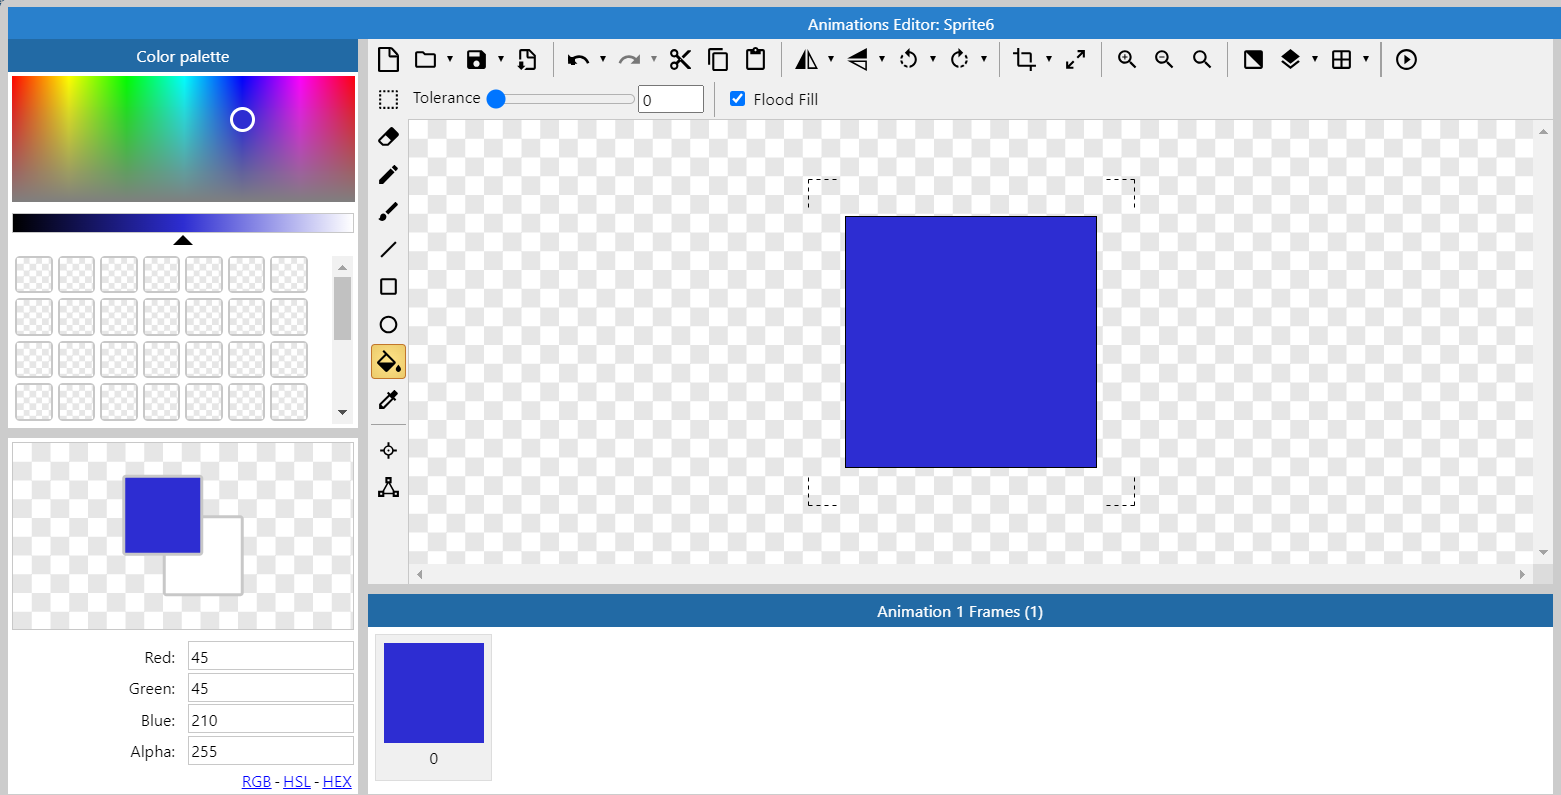 Animations Editor: Sprite6
Color palette
Tolerance 0 Flood Fill
Red: 45
Green: 45
Blue: 210
Alpha: 255
RGB - HSL - HEX
Animation 1 Frames (1)
0